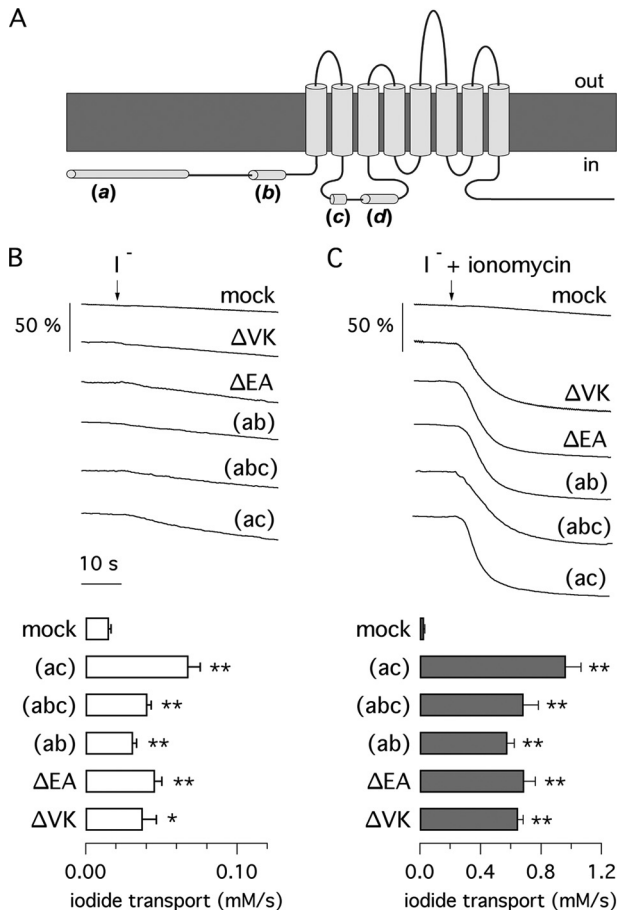 A
out
in
(a)
(b)
(c)
(d)
B
I-
mock
50 %
ΔVK
ΔEA
(ab)
(abc)
(ac)
10 s
mock
(ac)
**
(abc)
**
(ab)
**
ΔEA
**
ΔVK
*
0.00
0.10
iodide transport (mM/s)
C
I- + ionomycin
mock
50 %
ΔVK
ΔEA
(ab)
(abc)
(ac)
mock
(ac)
**
(abc)
**
(ab)
**
ΔEA
**
ΔVK
**
0.0
0.4
0.8
1.2
iodide transport (mM/s)